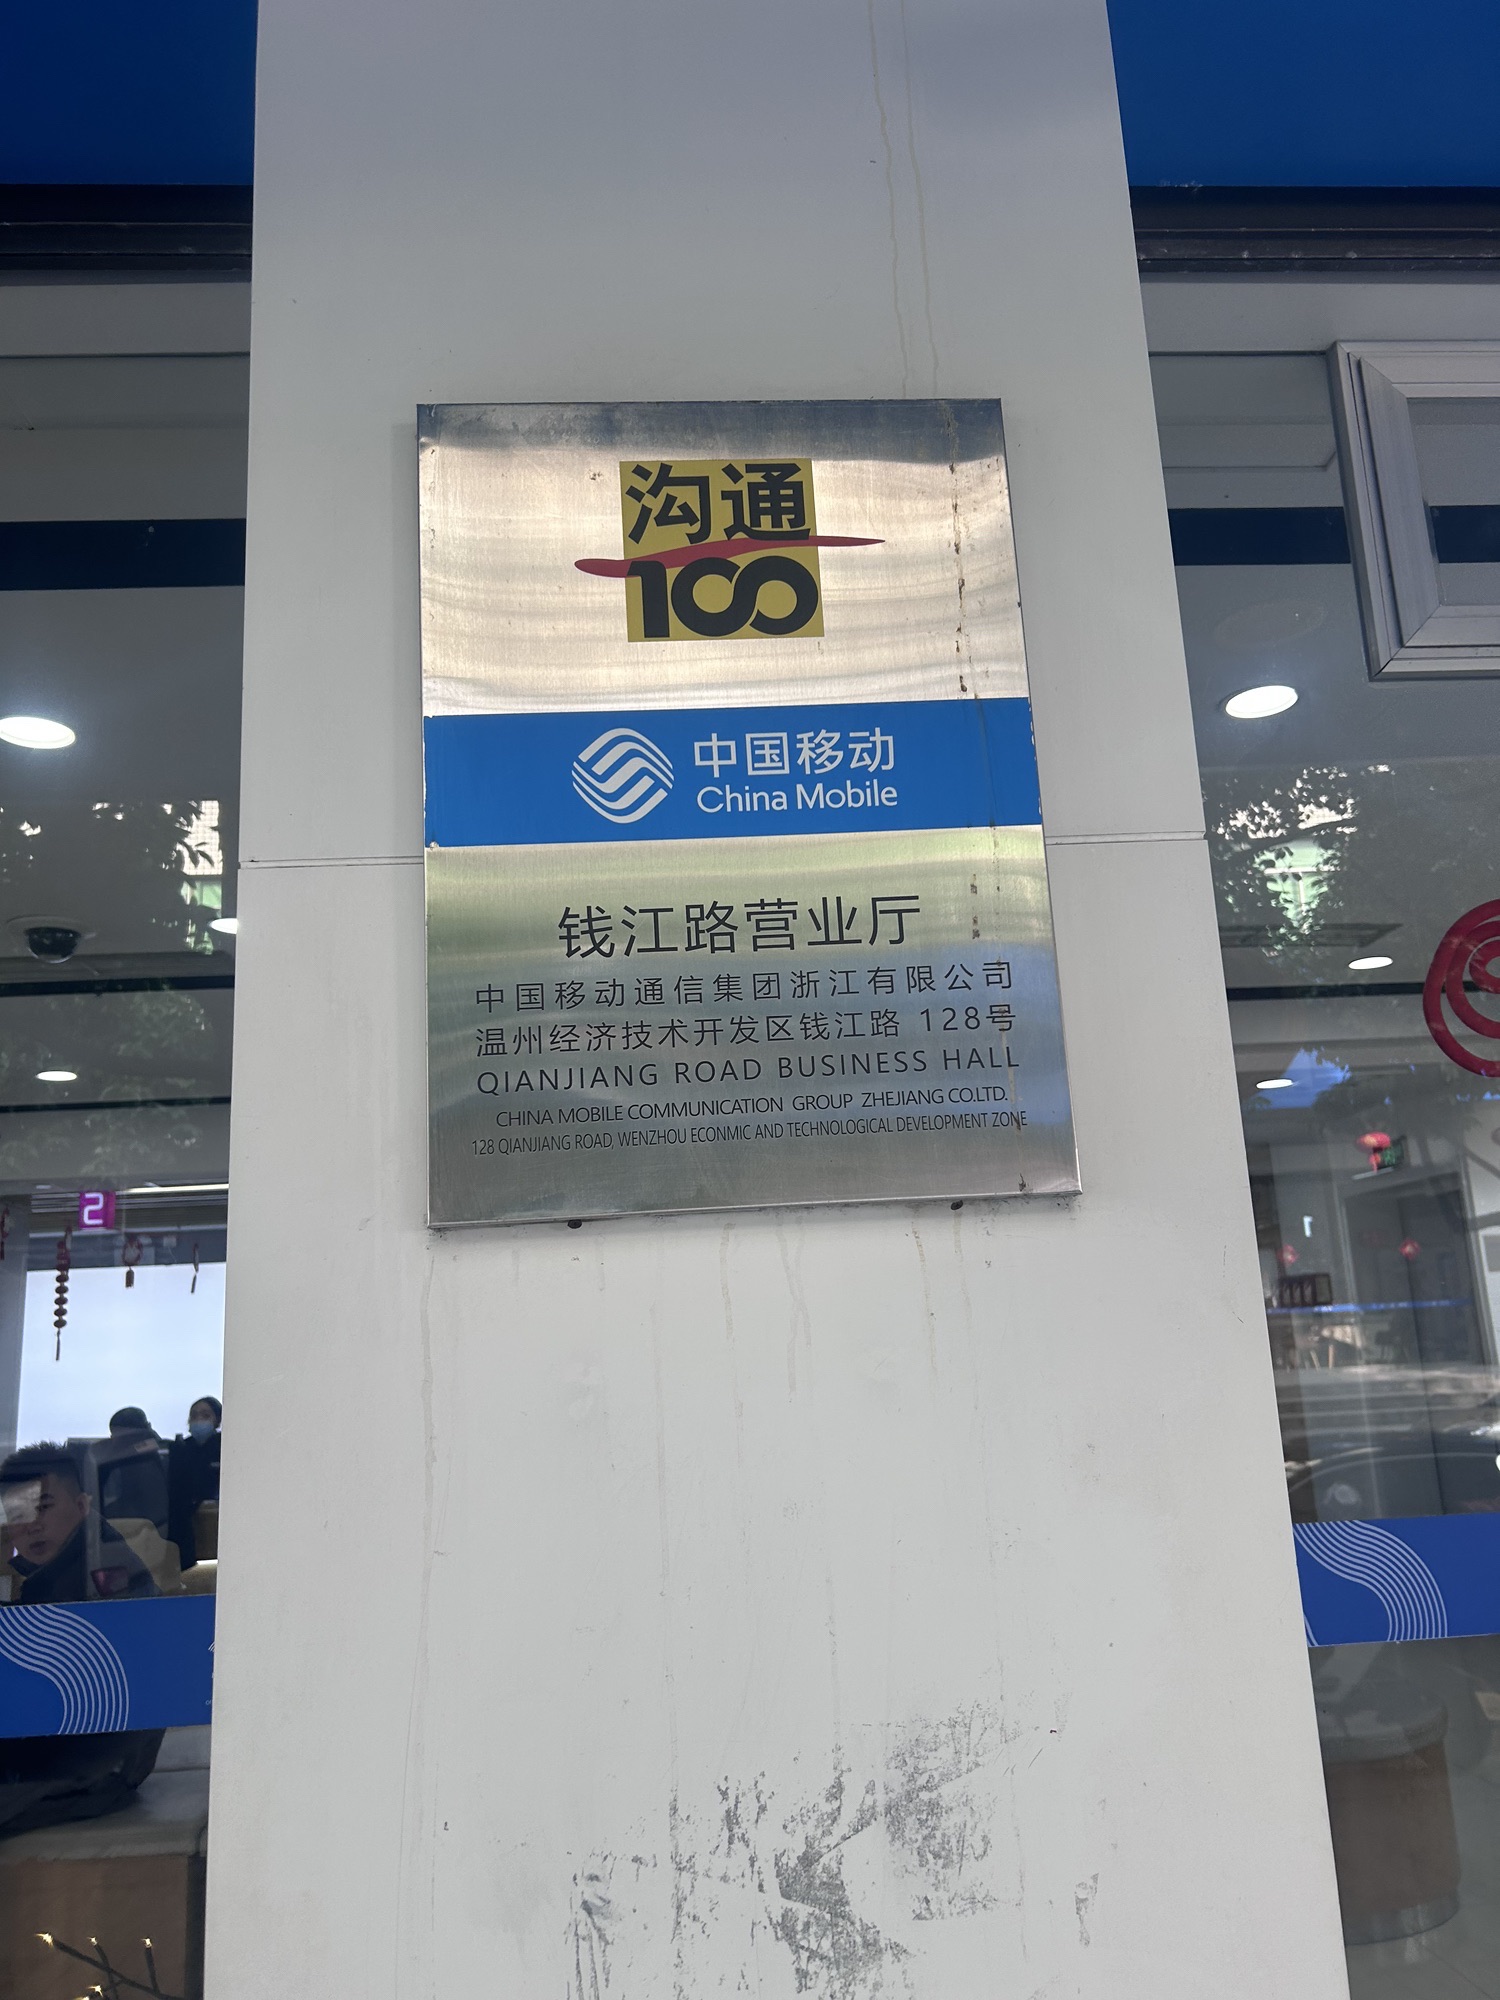 沟通
100
中国移动
China Mobile
钱江路营业厅
中国移动通信集团浙江有限公司
温州经济技术开发区钱江路 128号
QIANJIANG ROAD BUSINESS HALL
CHINA MOBILE COMMUNICATION GROUP ZHEJIANG CO.LTD.
128 QIANJIANG ROAD, WENZHOU ECONMIC AND TECHNOLOGICAL DEVELOPMENT ZONE
2